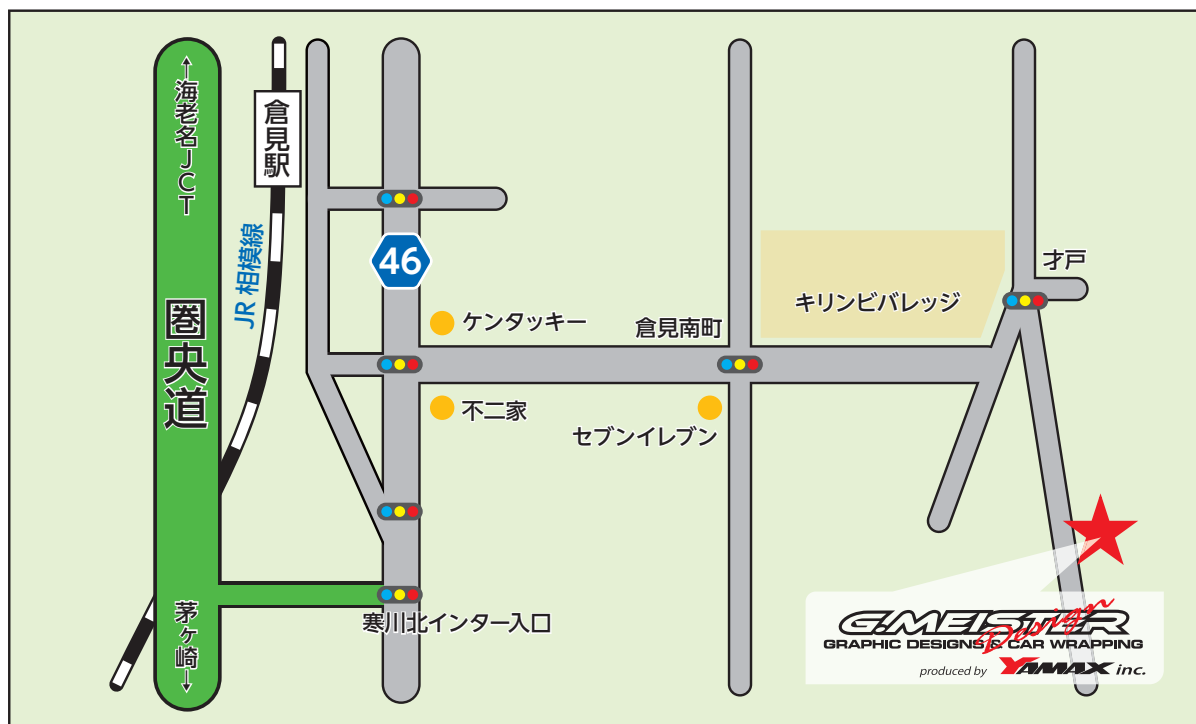 ←海老名JCT
倉見駅
JR 相模線
46
圏央道
ケンタッキー
倉見南町
キリンビバレッジ
才戸
不二家
セブンイレブン
寒川北インター入口
茅ヶ崎→
G.MEISTER
Design
GRAPHIC DESIGNS & CAR WRAPPING
produced by YAMAX inc.